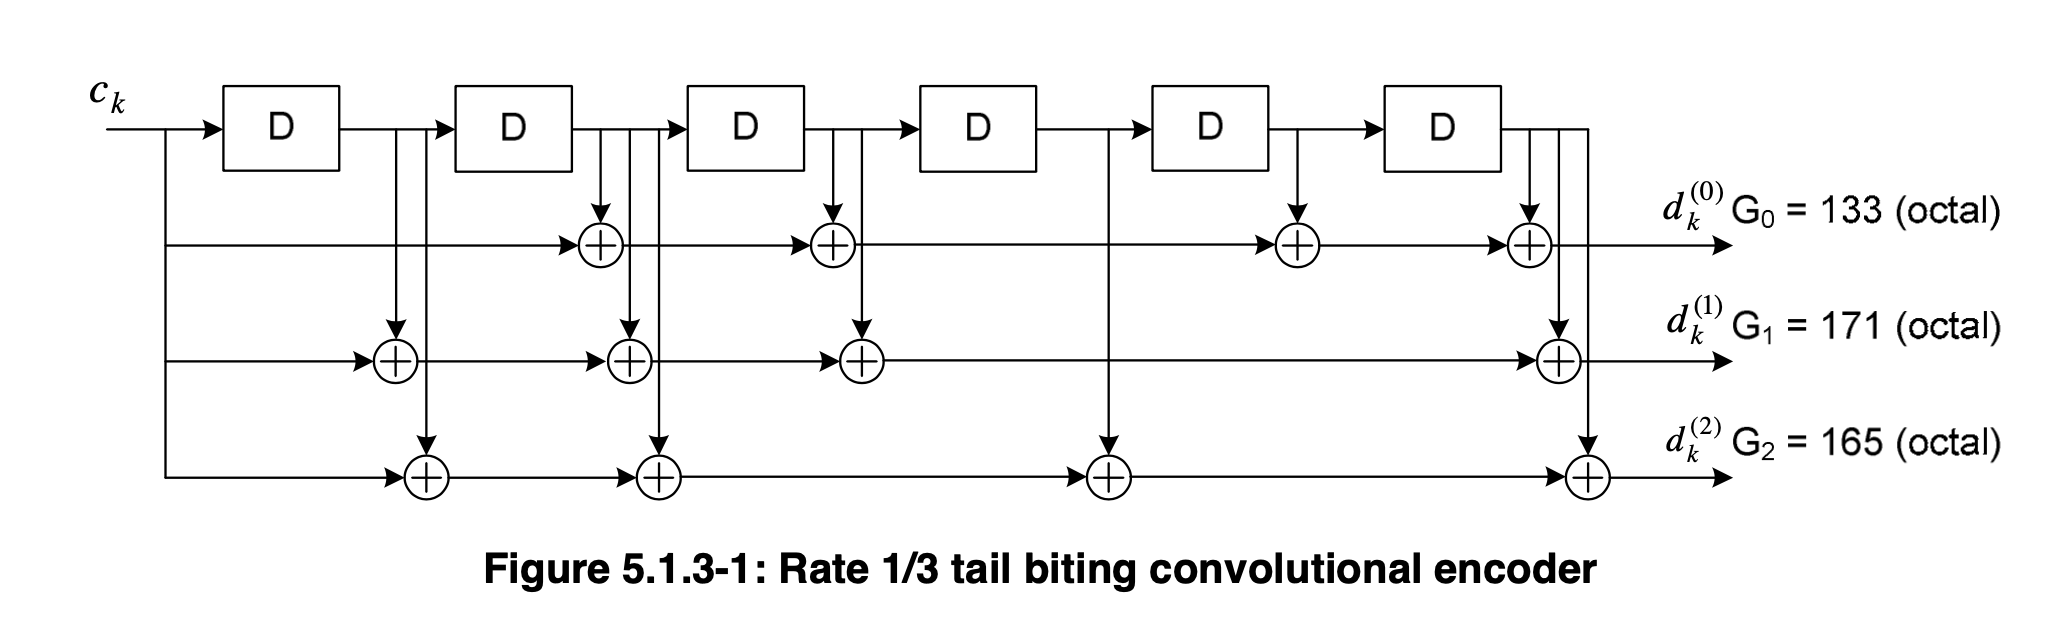 c_k
D D D D D D
d_k^(0) G_0 = 133 (octal)
d_k^(1) G_1 = 171 (octal)
d_k^(2) G_2 = 165 (octal)
Figure 5.1.3-1: Rate 1/3 tail biting convolutional encoder